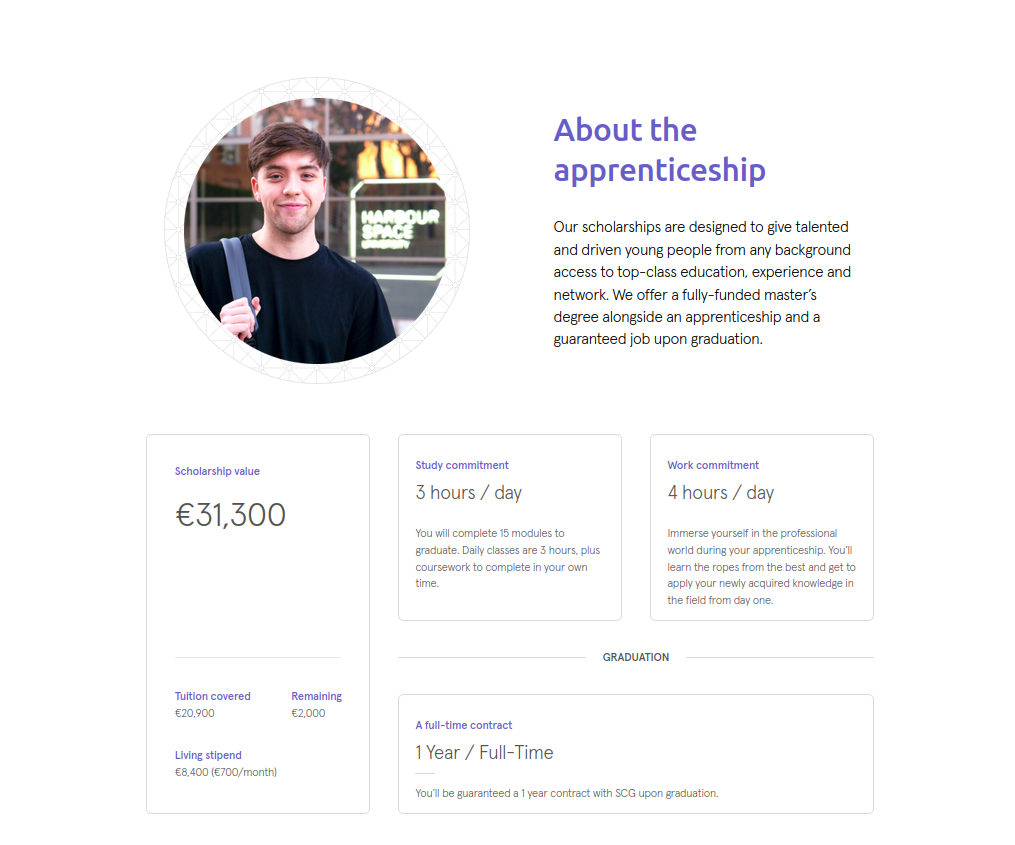 HARBOUR
SPACE
UNIVERSITY
About the
apprenticeship
Our scholarships are designed to give talented
and driven young people from any background
access to top-class education, experience and
network. We offer a fully-funded master's
degree alongside an apprenticeship and a
guaranteed job upon graduation.
Scholarship value
€31,300
Tuition covered
€20,900
Remaining
€2,000
Living stipend
€8,400 (€700/month)
Study commitment
3 hours / day
You will complete 15 modules to
graduate. Daily classes are 3 hours, plus
coursework to complete in your own
time.
Work commitment
4 hours / day
Immerse yourself in the professional
world during your apprenticeship. You'll
learn the ropes from the best and get to
apply your newly acquired knowledge in
the field from day one.
GRADUATION
A full-time contract
1 Year / Full-Time
You'll be guaranteed a 1 year contract with SCG upon graduation.